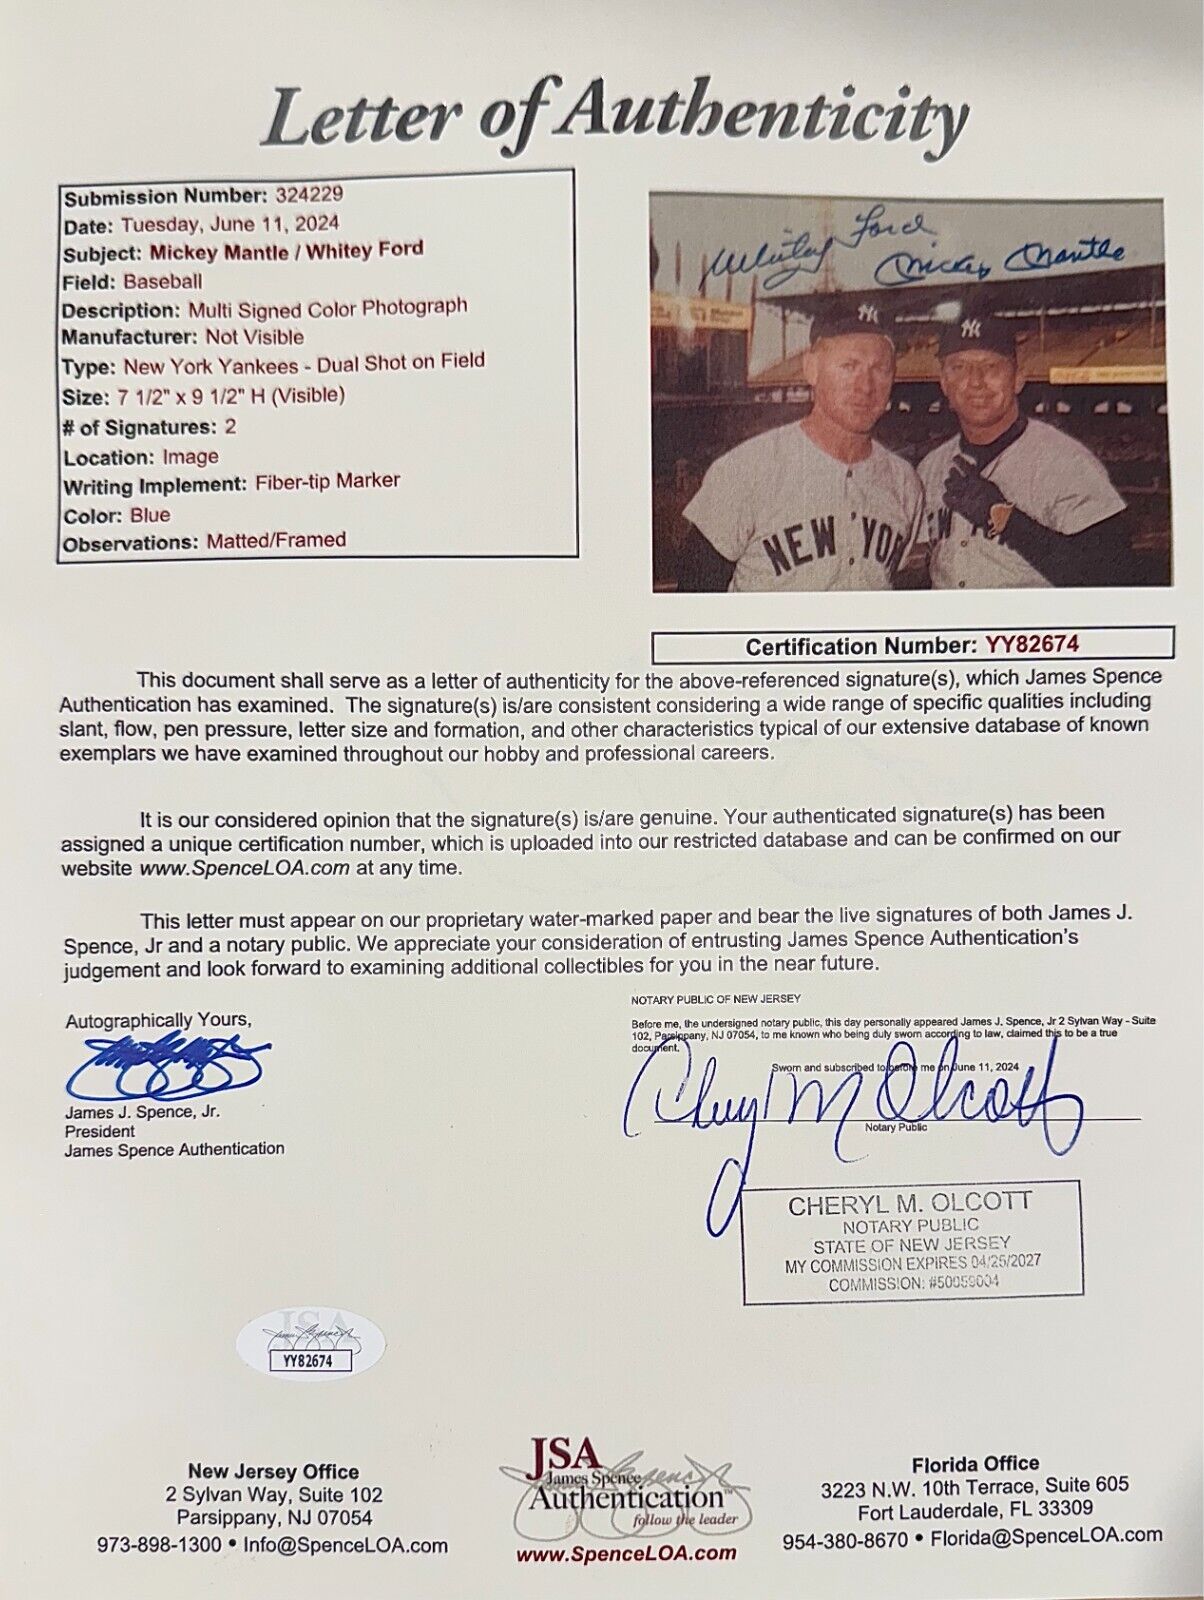 Letter of Authenticity
Submission Number: 324229
Date: Tuesday, June 11, 2024
Subject: Mickey Mantle / Whitey Ford
Field: Baseball
Description: Multi Signed Color Photograph
Manufacturer: Not Visible
Type: New York Yankees - Dual Shot on Field
Size: 7 1/2" x 9 1/2" H (Visible)
# of Signatures: 2
Location: Image
Writing Implement: Fiber-tip Marker
Color: Blue
Observations: Matted/Framed
Whitey Ford
Mickey Mantle
NY
NY
NEW YOR
EW Y
Certification Number: YY82674
This document shall serve as a letter of authenticity for the above-referenced signature(s), which James Spence
Authentication has examined. The signature(s) is/are consistent considering a wide range of specific qualities including
slant, flow, pen pressure, letter size and formation, and other characteristics typical of our extensive database of known
exemplars we have examined throughout our hobby and professional careers.
It is our considered opinion that the signature(s) is/are genuine. Your authenticated signature(s) has been
assigned a unique certification number, which is uploaded into our restricted database and can be confirmed on our
website www.SpenceLOA.com at any time.
This letter must appear on our proprietary water-marked paper and bear the live signatures of both James J.
Spence, Jr and a notary public. We appreciate your consideration of entrusting James Spence Authentication's
judgement and look forward to examining additional collectibles for you in the near future.
Autographically Yours,
James J. Spence, Jr.
President
James Spence Authentication
NOTARY PUBLIC OF NEW JERSEY
Before me, the undersigned notary public, this day personally appeared James J. Spence, Jr 2 Sylvan Way - Suite
102, Parsippany, NJ 07054, to me known who being duly sworn according to law, claimed this to be a true
document.
Sworn and subscribed to before me on June 11, 2024
Cheryl M Olcott
Notary Public
CHERYL M. OLCOTT
NOTARY PUBLIC
STATE OF NEW JERSEY
MY COMMISSION EXPIRES 04/25/2027
COMMISSION: #50059004
JSA
YY82674
New Jersey Office
2 Sylvan Way, Suite 102
Parsippany, NJ 07054
973-898-1300 • Info@SpenceLOA.com
JSA
James Spence
Authentication™
follow the leader
www.SpenceLOA.com
Florida Office
3223 N.W. 10th Terrace, Suite 605
Fort Lauderdale, FL 33309
954-380-8670 • Florida@SpenceLOA.com